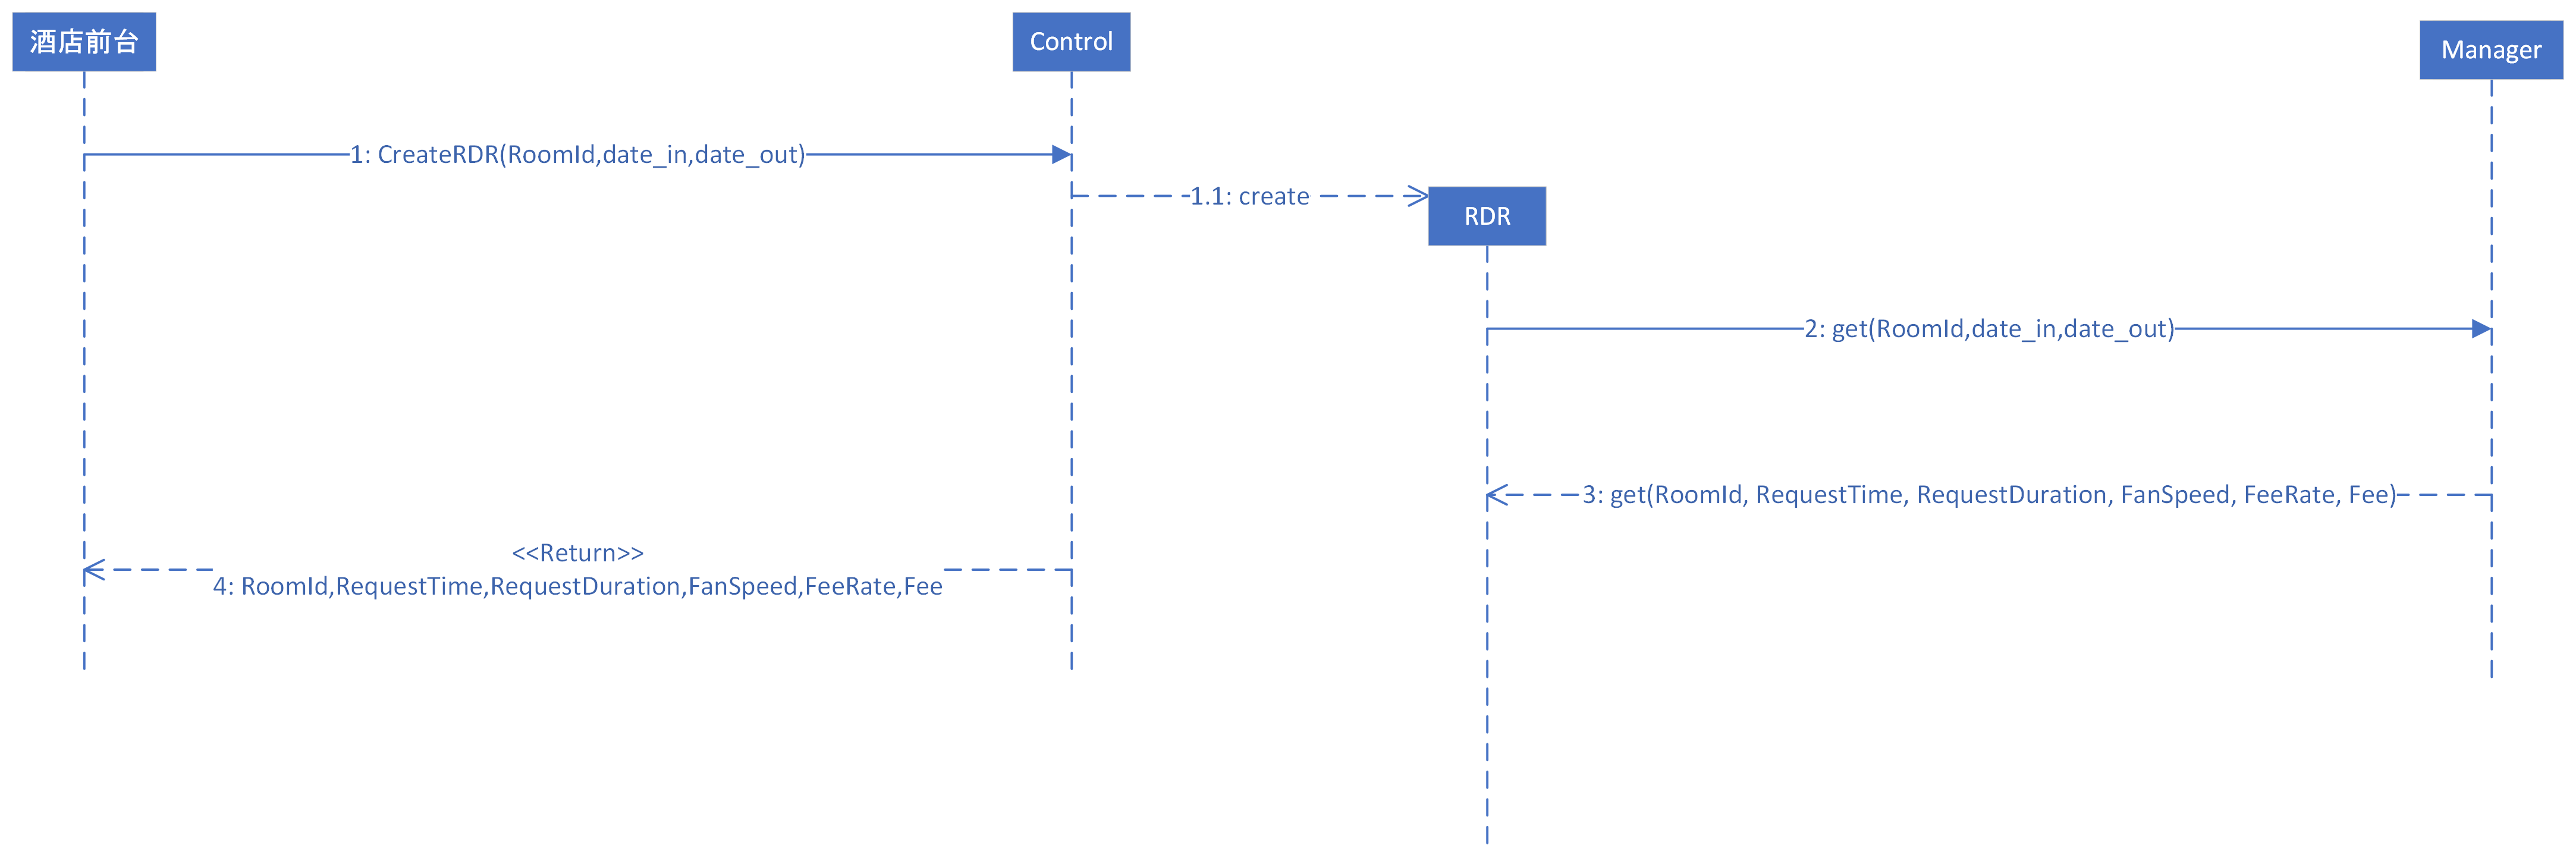 酒店前台
Control
Manager
1: CreateRDR(RoomId,date_in,date_out)
1.1: create
RDR
2: get(RoomId,date_in,date_out)
3: get(RoomId, RequestTime, RequestDuration, FanSpeed, FeeRate, Fee)
<<Return>>
4: RoomId,RequestTime,RequestDuration,FanSpeed,FeeRate,Fee